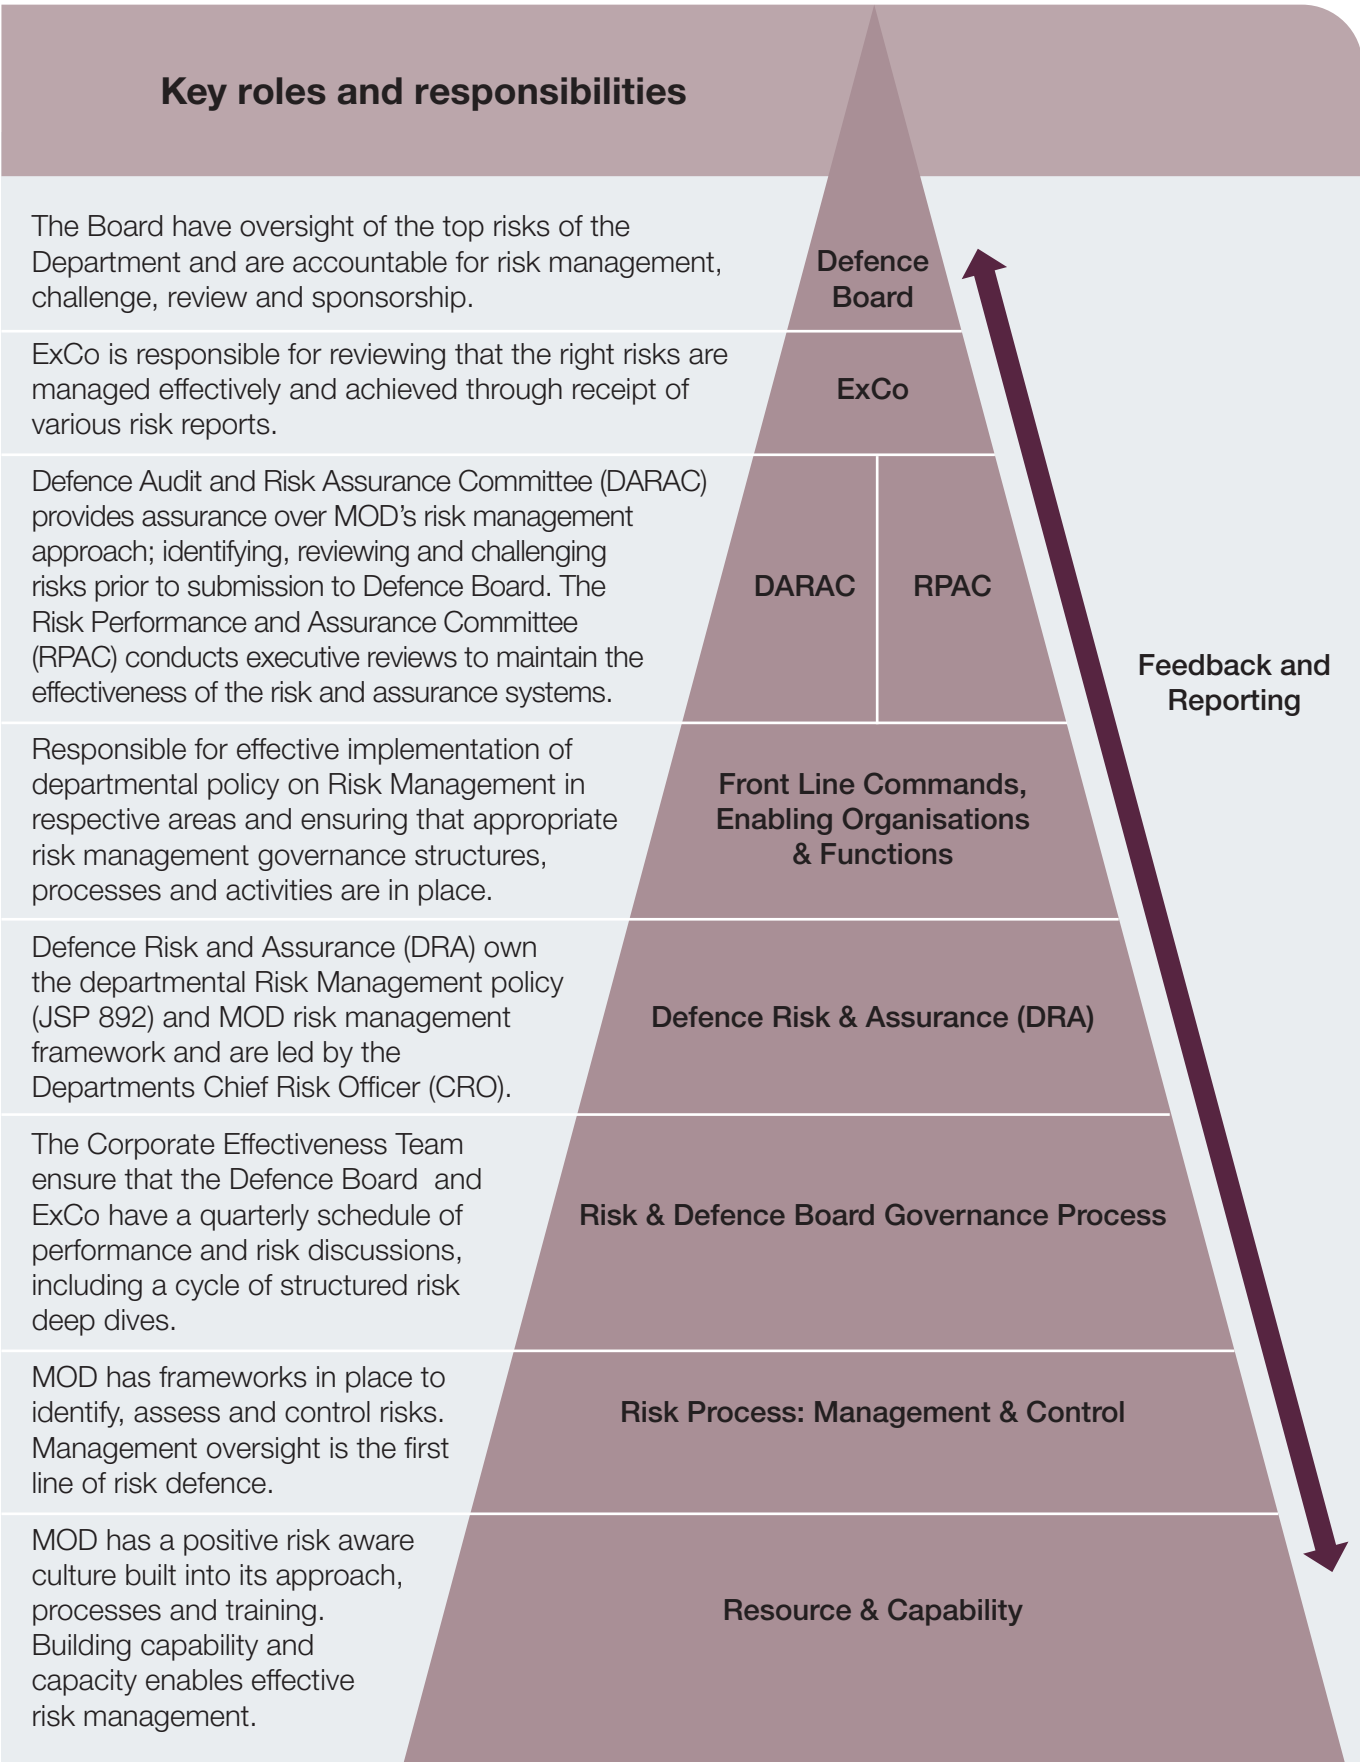 Key roles and responsibilities
The Board have oversight of the top risks of the
Department and are accountable for risk management,
challenge, review and sponsorship.
Defence
Board
ExCo is responsible for reviewing that the right risks are
managed effectively and achieved through receipt of
various risk reports.
ExCo
Defence Audit and Risk Assurance Committee (DARAC)
provides assurance over MOD’s risk management
approach; identifying, reviewing and challenging
risks prior to submission to Defence Board. The
Risk Performance and Assurance Committee
(RPAC) conducts executive reviews to maintain the
effectiveness of the risk and assurance systems.
DARAC
RPAC
Feedback and
Reporting
Responsible for effective implementation of
departmental policy on Risk Management in
respective areas and ensuring that appropriate
risk management governance structures,
processes and activities are in place.
Front Line Commands,
Enabling Organisations
& Functions
Defence Risk and Assurance (DRA) own
the departmental Risk Management policy
(JSP 892) and MOD risk management
framework and are led by the
Departments Chief Risk Officer (CRO).
Defence Risk & Assurance (DRA)
The Corporate Effectiveness Team
ensure that the Defence Board and
ExCo have a quarterly schedule of
performance and risk discussions,
including a cycle of structured risk
deep dives.
Risk & Defence Board Governance Process
MOD has frameworks in place to
identify, assess and control risks.
Management oversight is the first
line of risk defence.
Risk Process: Management & Control
MOD has a positive risk aware
culture built into its approach,
processes and training.
Building capability and
capacity enables effective
risk management.
Resource & Capability